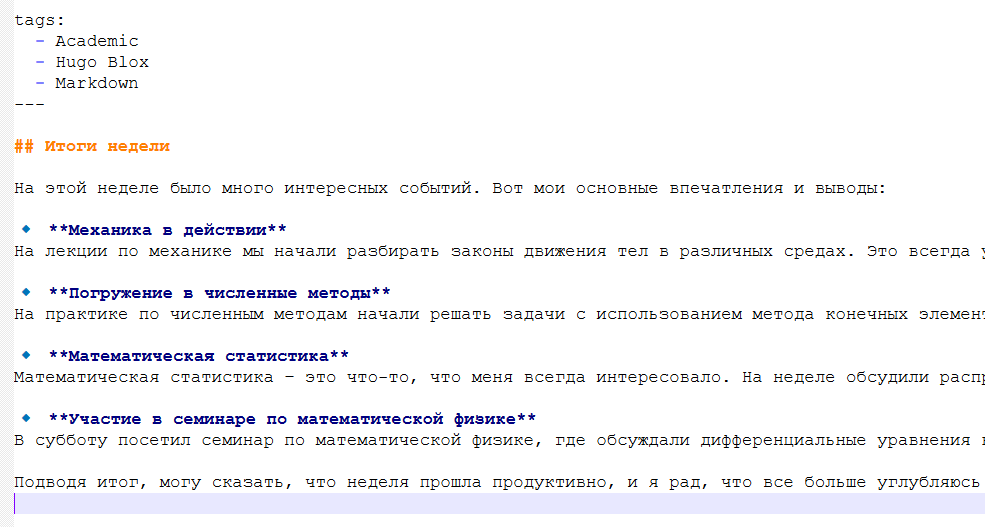 tags:
  - Academic
  - Hugo Blox
  - Markdown
---
## Итоги недели
На этой неделе было много интересных событий. Вот мои основные впечатления и выводы:
🔹 **Механика в действии**
На лекции по механике мы начали разбирать законы движения тел в различных средах. Это всегда
🔹 **Погружение в численные методы**
На практике по численным методам начали решать задачи с использованием метода конечных
🔹 **Математическая статистика**
Математическая статистика – это что-то, что меня всегда интересовало. На неделе обсудили
🔹 **Участие в семинаре по математической физике**
В субботу посетил семинар по математической физике, где обсуждали дифференциальные уравнения
Подводя итог, могу сказать, что неделя прошла продуктивно, и я рад, что все больше углубляюсь